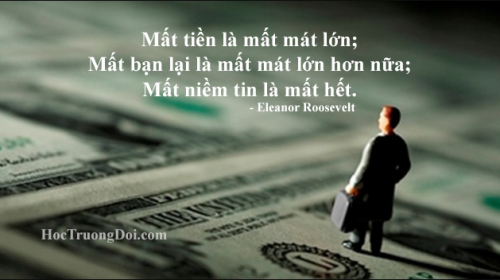 Mất tiền là mất mát lớn;
Mất bạn lại là mất mát lớn hơn nữa;
Mất niềm tin là mất hết.
- Eleanor Roosevelt
HocTruongDoi.com